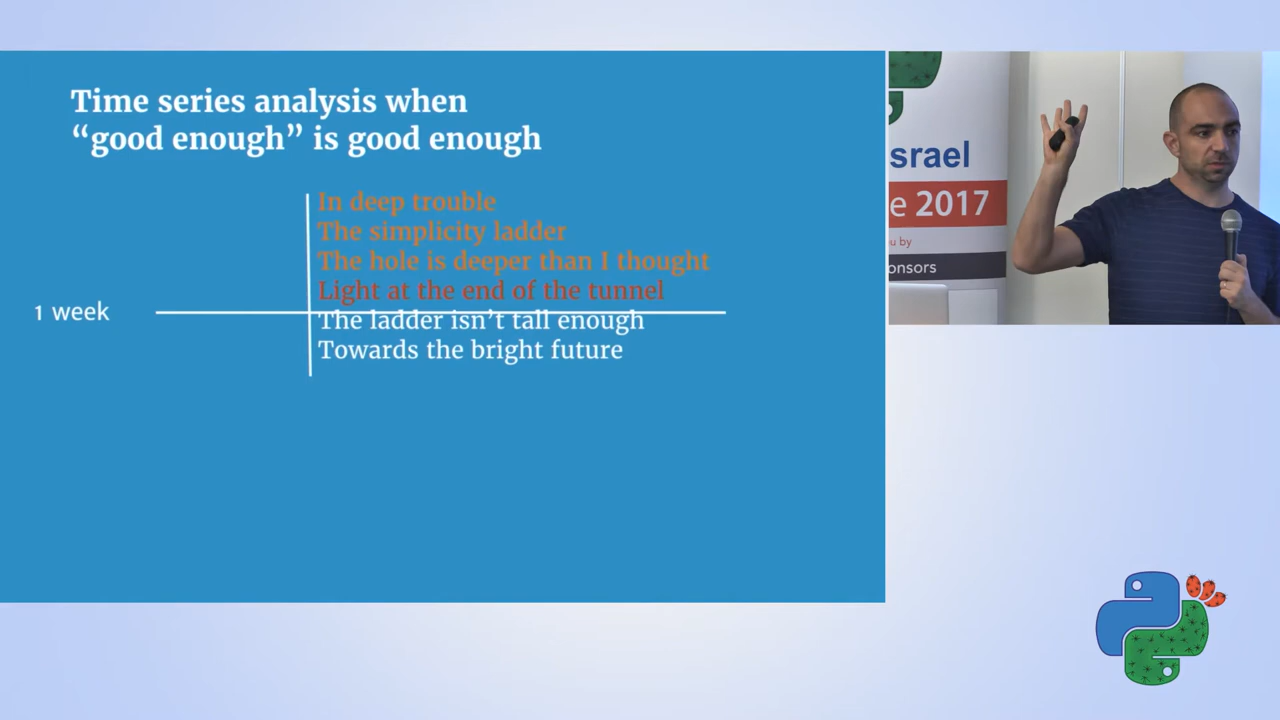 Time series analysis when
“good enough” is good enough
In deep trouble
The simplicity ladder
The hole is deeper than I thought
Light at the end of the tunnel
1 week
The ladder isn’t tall enough
Towards the bright future
srael
e 2017
u by
onsors